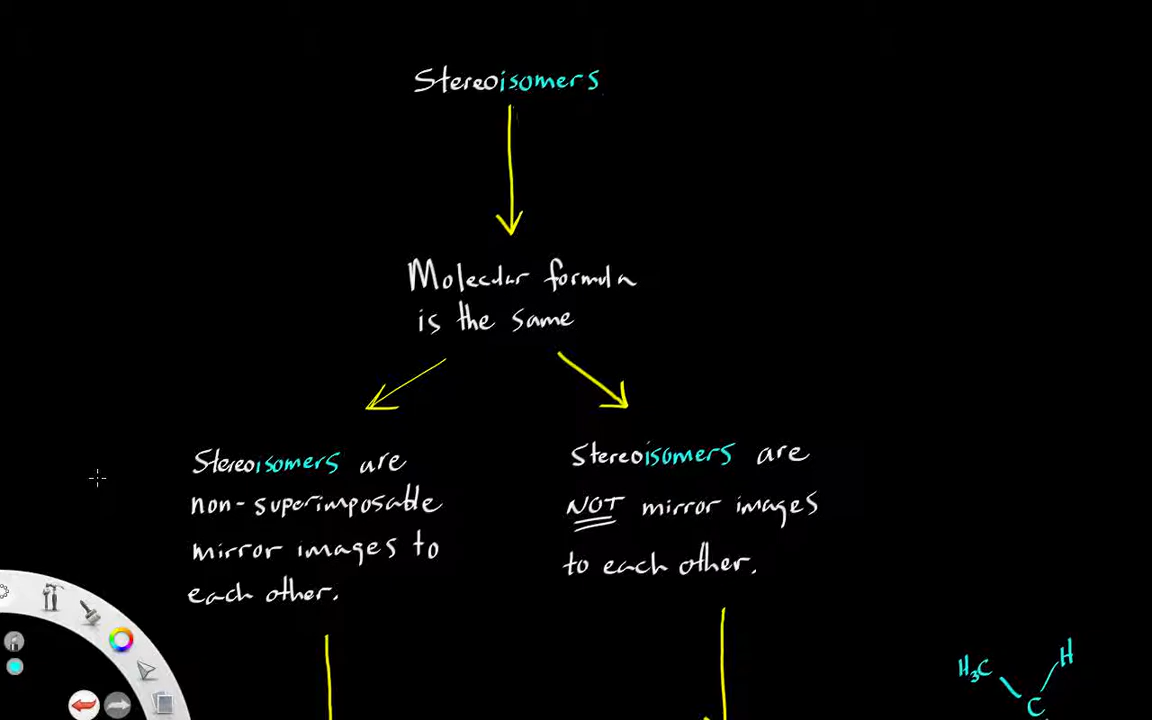 Stereoisomers
Molecular formula
is the same
Stereoisomers are
non-superimposable
mirror images to
each other.
Stereoisomers are
NOT mirror images
to each other.
H₃C H
C